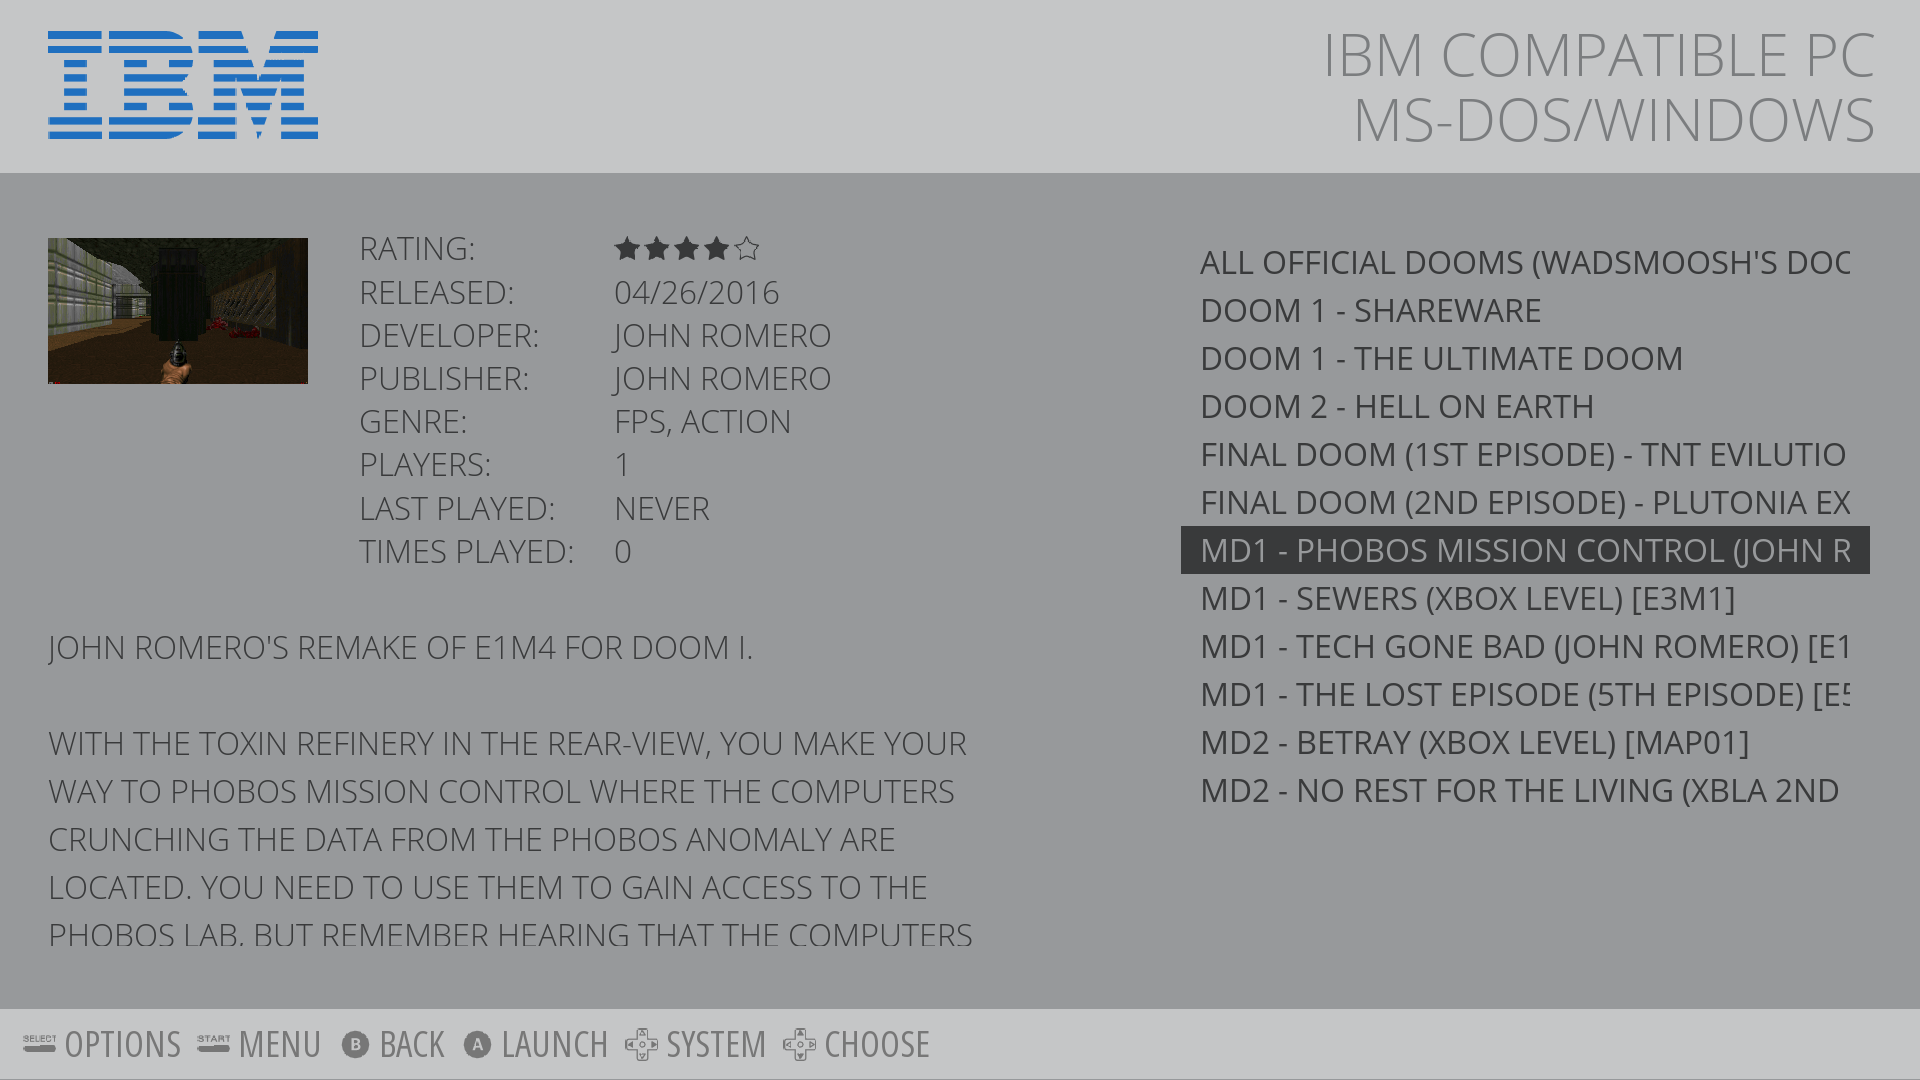 IBM
IBM COMPATIBLE PC
MS-DOS/WINDOWS
RATING:
RELEASED: 04/26/2016
DEVELOPER: JOHN ROMERO
PUBLISHER: JOHN ROMERO
GENRE: FPS, ACTION
PLAYERS: 1
LAST PLAYED: NEVER
TIMES PLAYED: 0
JOHN ROMERO'S REMAKE OF E1M4 FOR DOOM I.
WITH THE TOXIN REFINERY IN THE REAR-VIEW, YOU MAKE YOUR
WAY TO PHOBOS MISSION CONTROL WHERE THE COMPUTERS
CRUNCHING THE DATA FROM THE PHOBOS ANOMALY ARE
LOCATED. YOU NEED TO USE THEM TO GAIN ACCESS TO THE
PHOBOS LAB. BUT REMEMBER HEARING THAT THE COMPUTERS
ALL OFFICIAL DOOMS (WADSMOOSH'S DOC
DOOM 1 - SHAREWARE
DOOM 1 - THE ULTIMATE DOOM
DOOM 2 - HELL ON EARTH
FINAL DOOM (1ST EPISODE) - TNT EVILUTIO
FINAL DOOM (2ND EPISODE) - PLUTONIA EX
MD1 - PHOBOS MISSION CONTROL (JOHN R
MD1 - SEWERS (XBOX LEVEL) [E3M1]
MD1 - TECH GONE BAD (JOHN ROMERO) [E1
MD1 - THE LOST EPISODE (5TH EPISODE) [E5
MD2 - BETRAY (XBOX LEVEL) [MAP01]
MD2 - NO REST FOR THE LIVING (XBLA 2ND
SELECT OPTIONS START MENU B BACK A LAUNCH SYSTEM CHOOSE